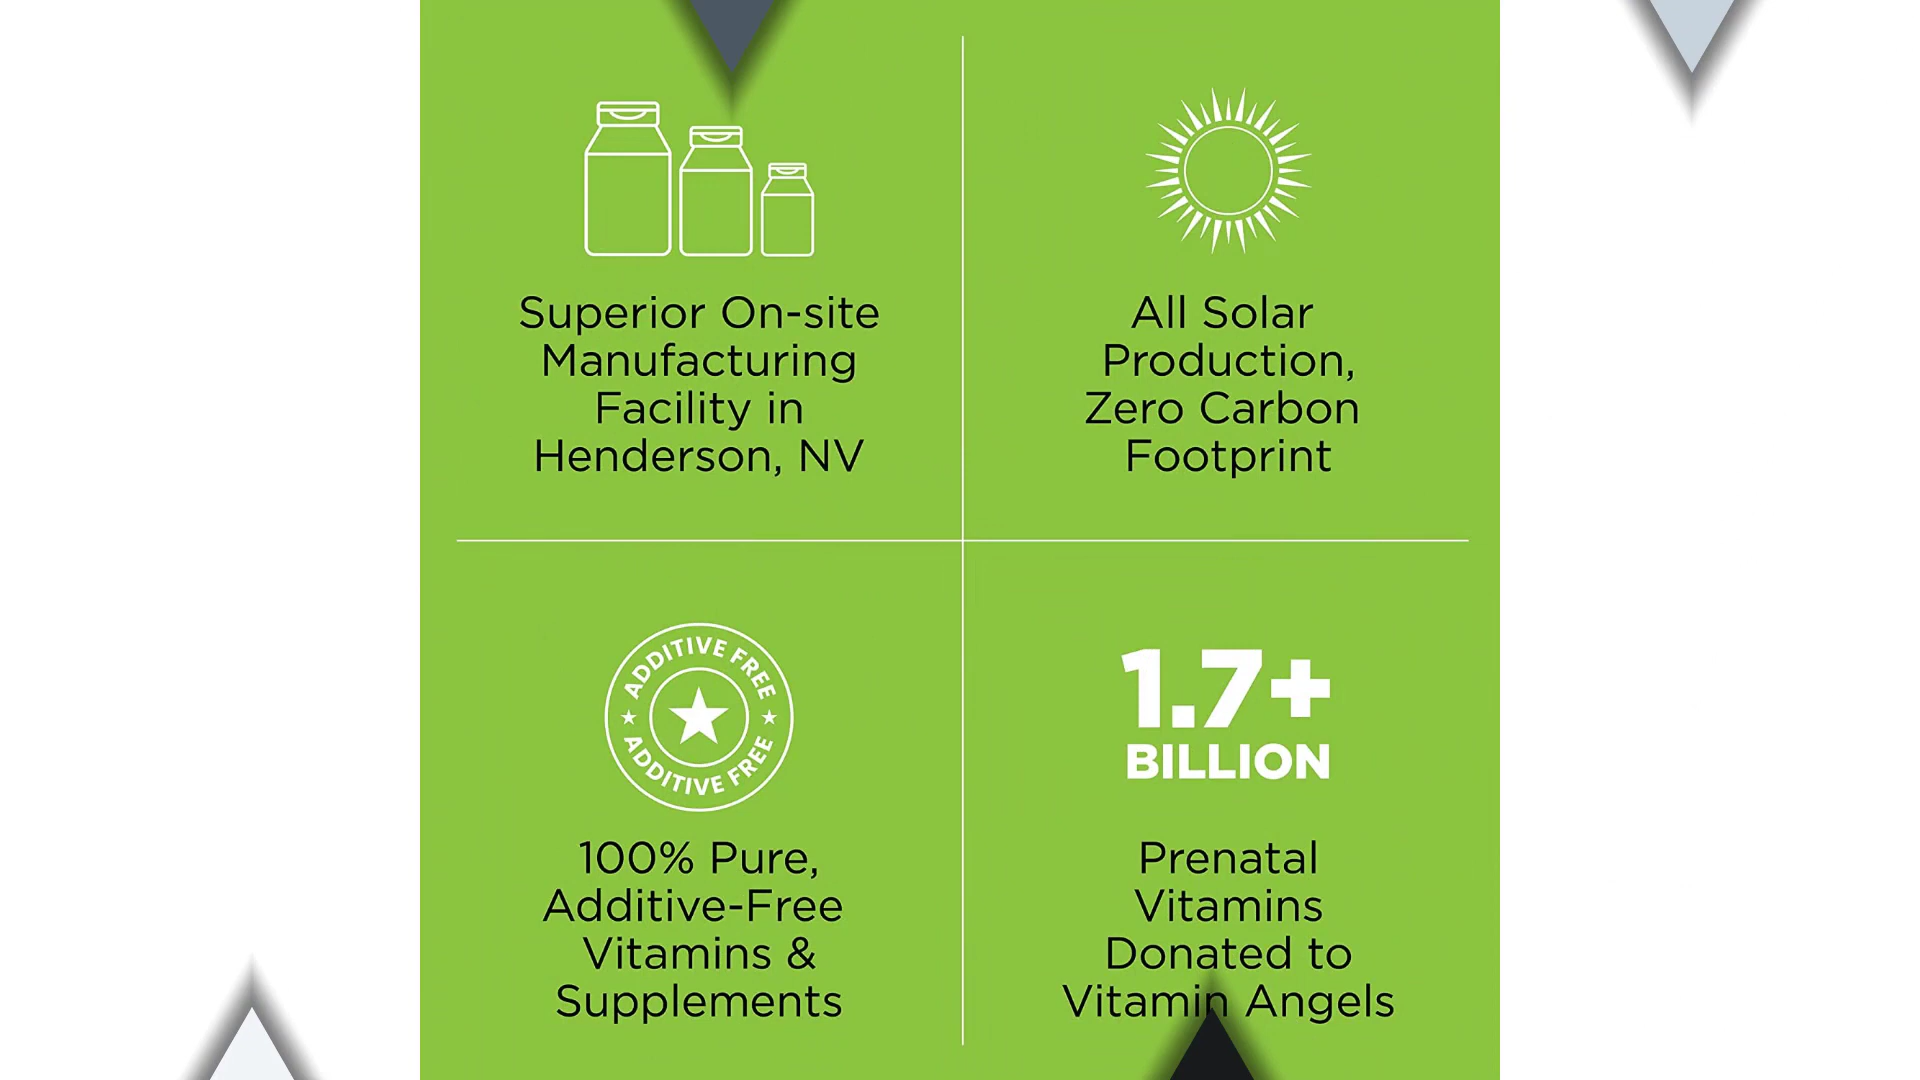 Superior On-site
Manufacturing
Facility in
Henderson, NV
All Solar
Production,
Zero Carbon
Footprint
ADDITIVE FREE
ADDITIVE FREE
100% Pure,
Additive-Free
Vitamins &
Supplements
1.7+
BILLION
Prenatal
Vitamins
Donated to
Vitamin Angels